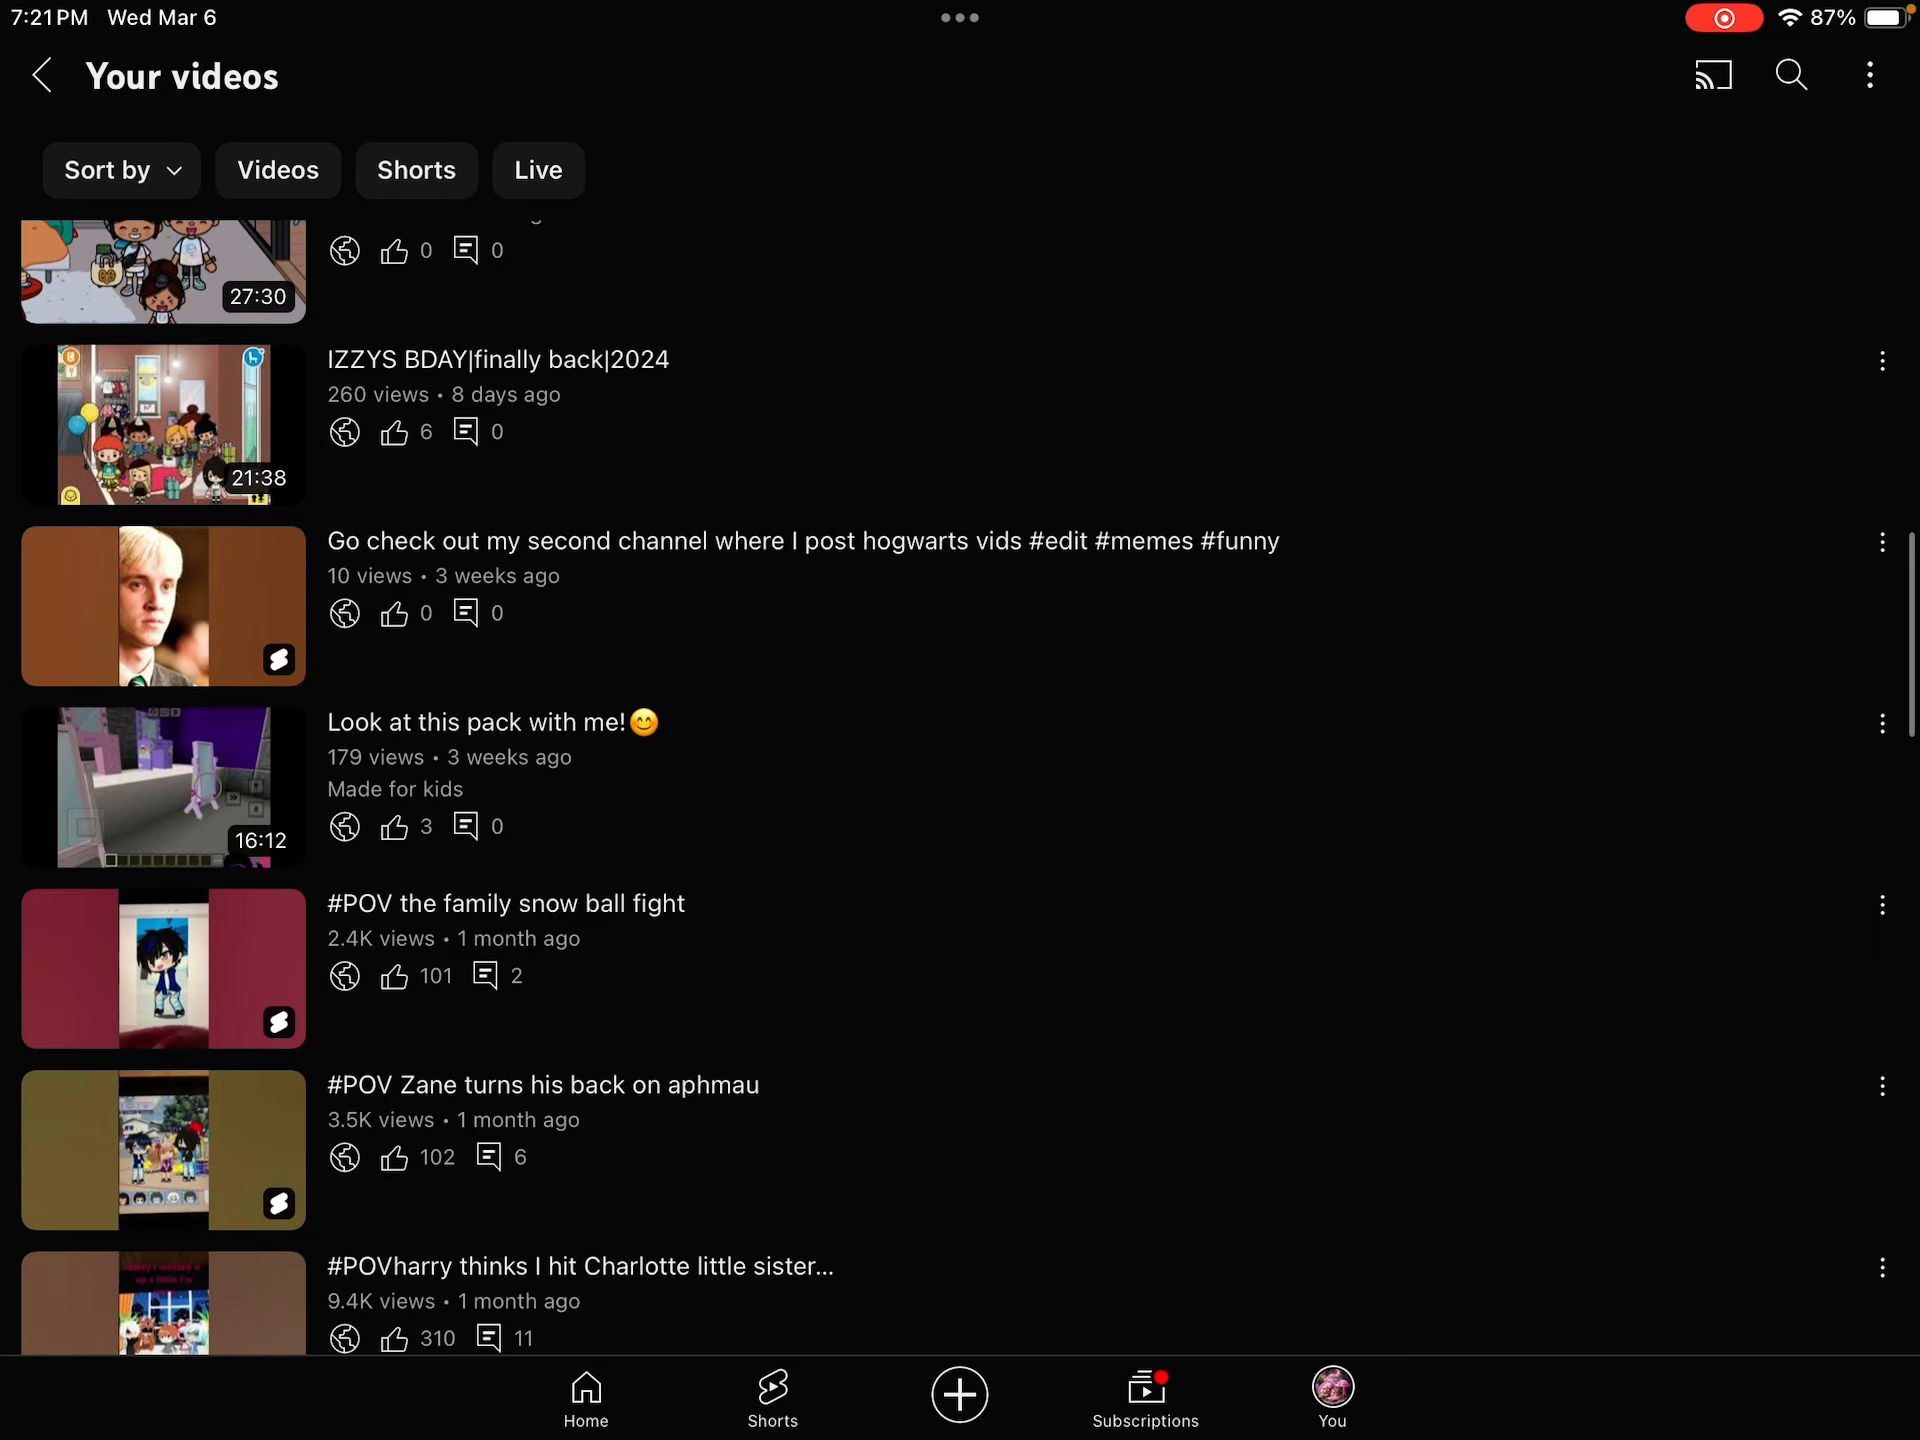 7:21 PM Wed Mar 6
87%
Your videos
Sort by
Videos
Shorts
Live
0 0
27:30
IZZYS BDAY|finally back|2024
260 views • 8 days ago
6 0
21:38
Go check out my second channel where I post hogwarts vids #edit #memes #funny
10 views • 3 weeks ago
0 0
Look at this pack with me!😊
179 views • 3 weeks ago
Made for kids
3 0
16:12
#POV the family snow ball fight
2.4K views • 1 month ago
101 2
#POV Zane turns his back on aphmau
3.5K views • 1 month ago
102 6
#POVharry thinks I hit Charlotte little sister...
9.4K views • 1 month ago
310 11
Home
Shorts
Subscriptions
You